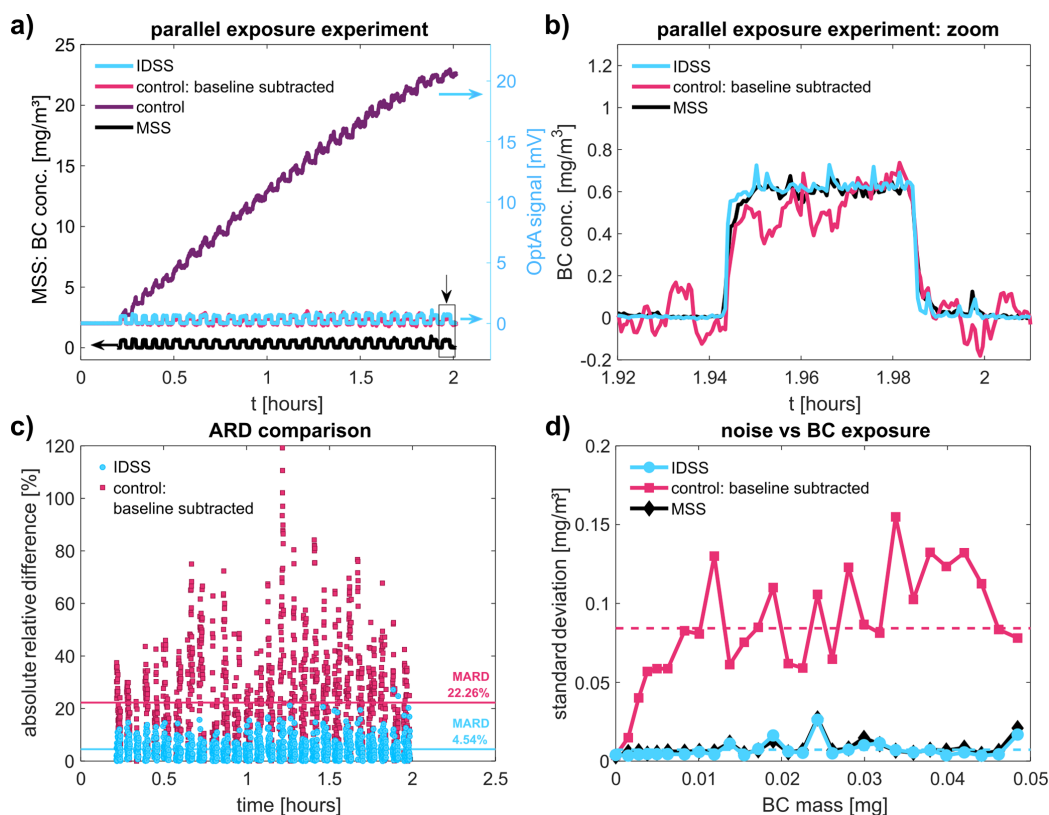 a)
parallel exposure experiment
IDSS
control: baseline subtracted
control
MSS
MSS: BC conc. [mg/m³]
25
20
15
10
5
0
OptA signal [mV]
20
15
10
5
0
0
0.5
1
1.5
2
t [hours]
b)
parallel exposure experiment: zoom
IDSS
control: baseline subtracted
MSS
BC conc. [mg/m³]
1.2
1
0.8
0.6
0.4
0.2
0
-0.2
1.92
1.94
1.96
1.98
2
t [hours]
c)
ARD comparison
IDSS
control:
baseline subtracted
absolute relative difference [%]
120
100
80
60
40
20
0
MARD
22.26%
MARD
4.54%
0
0.5
1
1.5
2
2.5
time [hours]
d)
noise vs BC exposure
IDSS
control: baseline subtracted
MSS
standard deviation [mg/m³]
0.2
0.15
0.1
0.05
0
0
0.01
0.02
0.03
0.04
0.05
BC mass [mg]